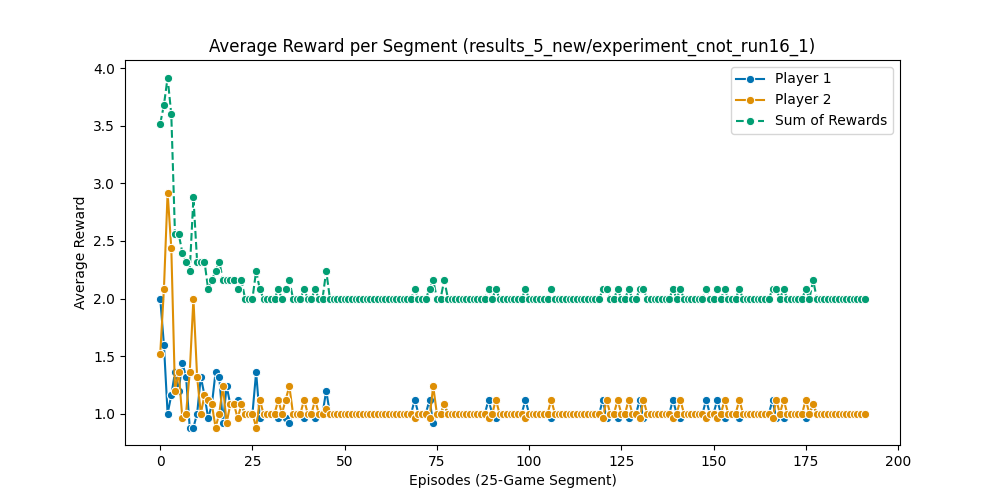 Average Reward per Segment (results_5_new/experiment_cnot_run16_1)
Player 1
Player 2
Sum of Rewards
Average Reward
4.0
3.5
3.0
2.5
2.0
1.5
1.0
0 25 50 75 100 125 150 175 200
Episodes (25-Game Segment)